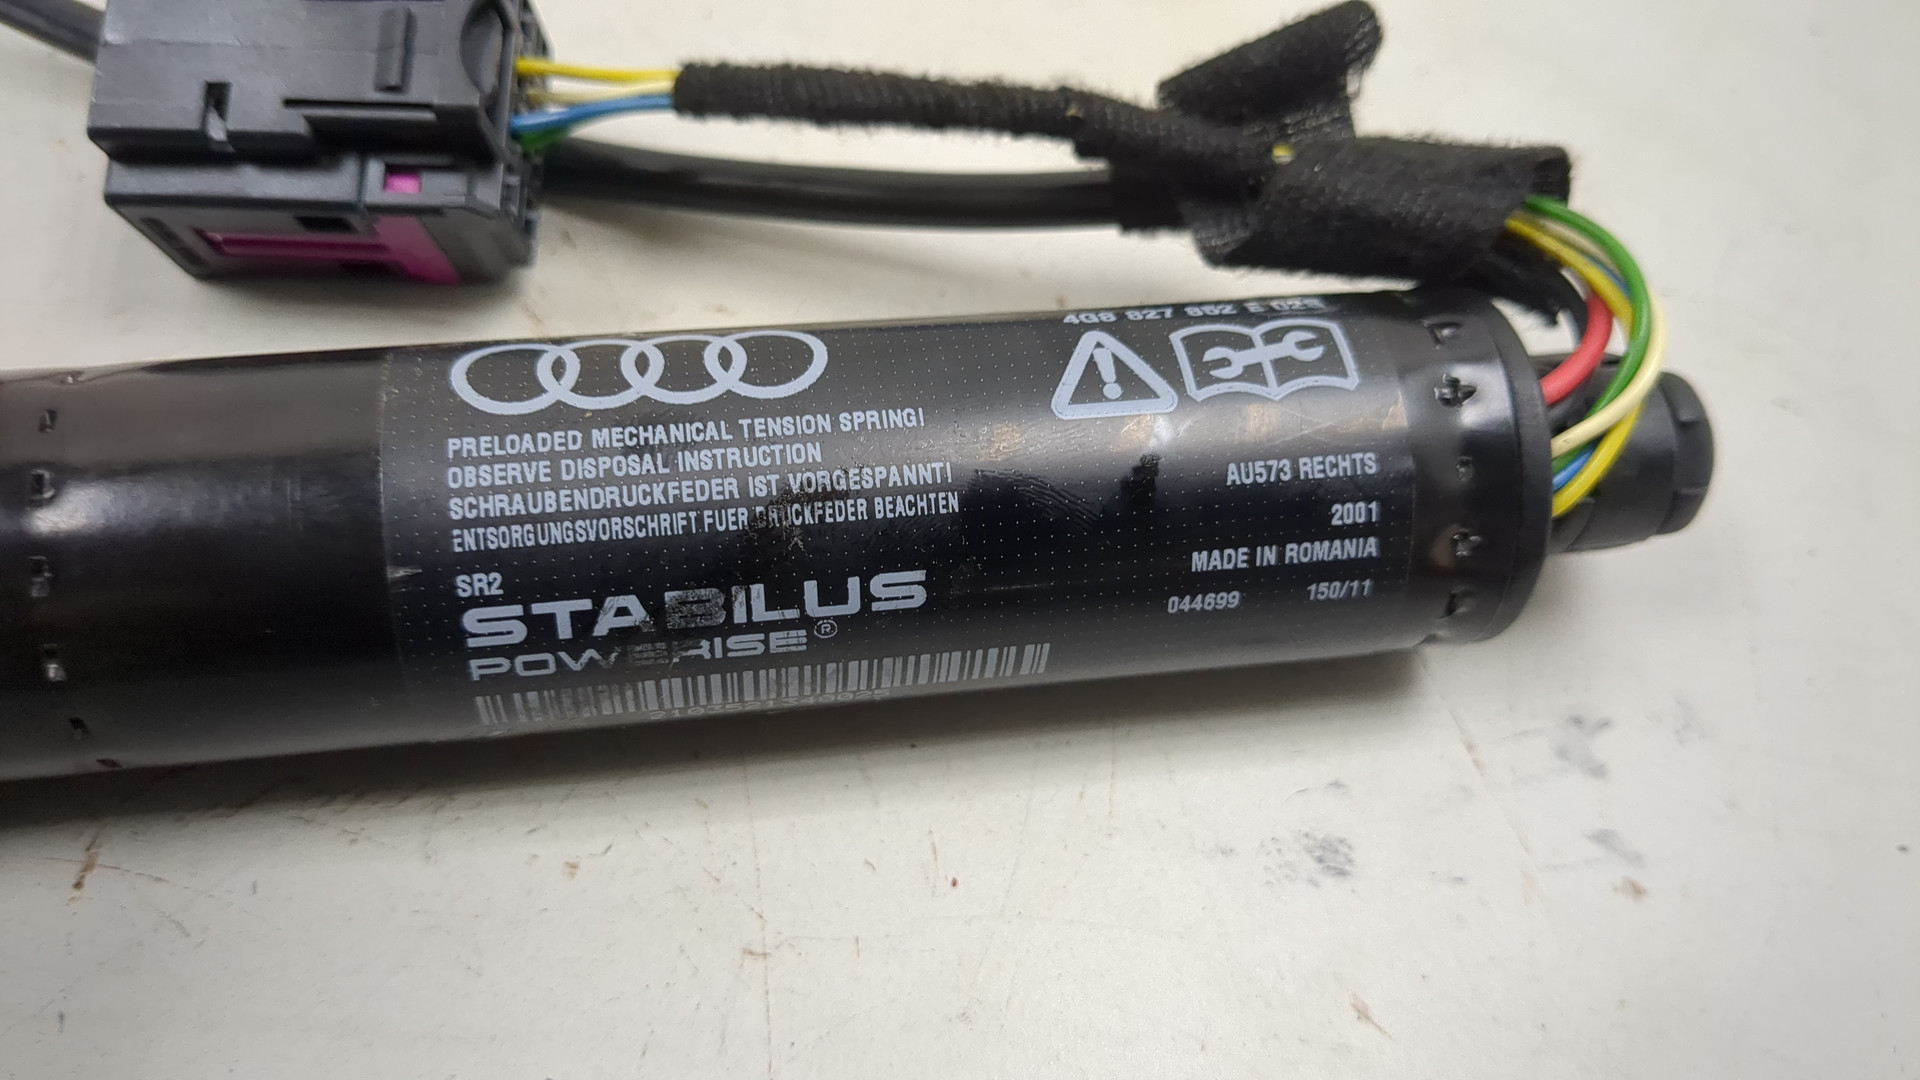 4G8 827 852 E 028
PRELOADED MECHANICAL TENSION SPRING!
OBSERVE DISPOSAL INSTRUCTION
SCHRAUBENDRUCKFEDER IST VORGESPANNT!
ENTSORGUNGSVORSCHRIFT FUER DRUCKFEDER BEACHTEN
AU573 RECHTS
2001
MADE IN ROMANIA
044699 150/11
SR2
STABILUS
POWERISE®